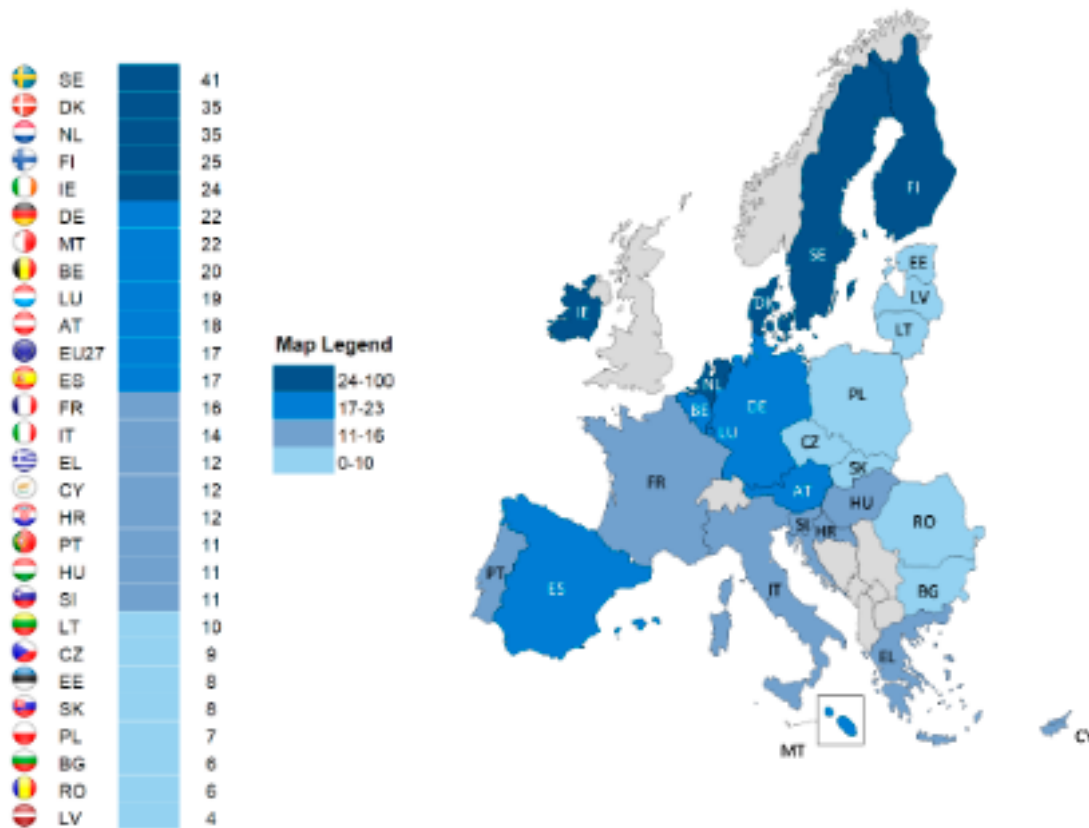 SE 41
DK 35
NL 35
FI 25
IE 24
DE 22
MT 22
BE 20
LU 19
AT 18
EU27 17
ES 17
FR 16
IT 14
EL 12
CY 12
HR 12
PT 11
HU 11
SI 11
LT 10
CZ 9
EE 8
SK 8
PL 7
BG 6
RO 6
LV 4
Map Legend
24-100
17-23
11-16
0-10
FI
SE
EE
LV
LT
DK
IE
NL
BE
DE
PL
LU
CZ
SK
FR
AT
HU
SI
HR
RO
PT
ES
IT
BG
EL
MT
CY